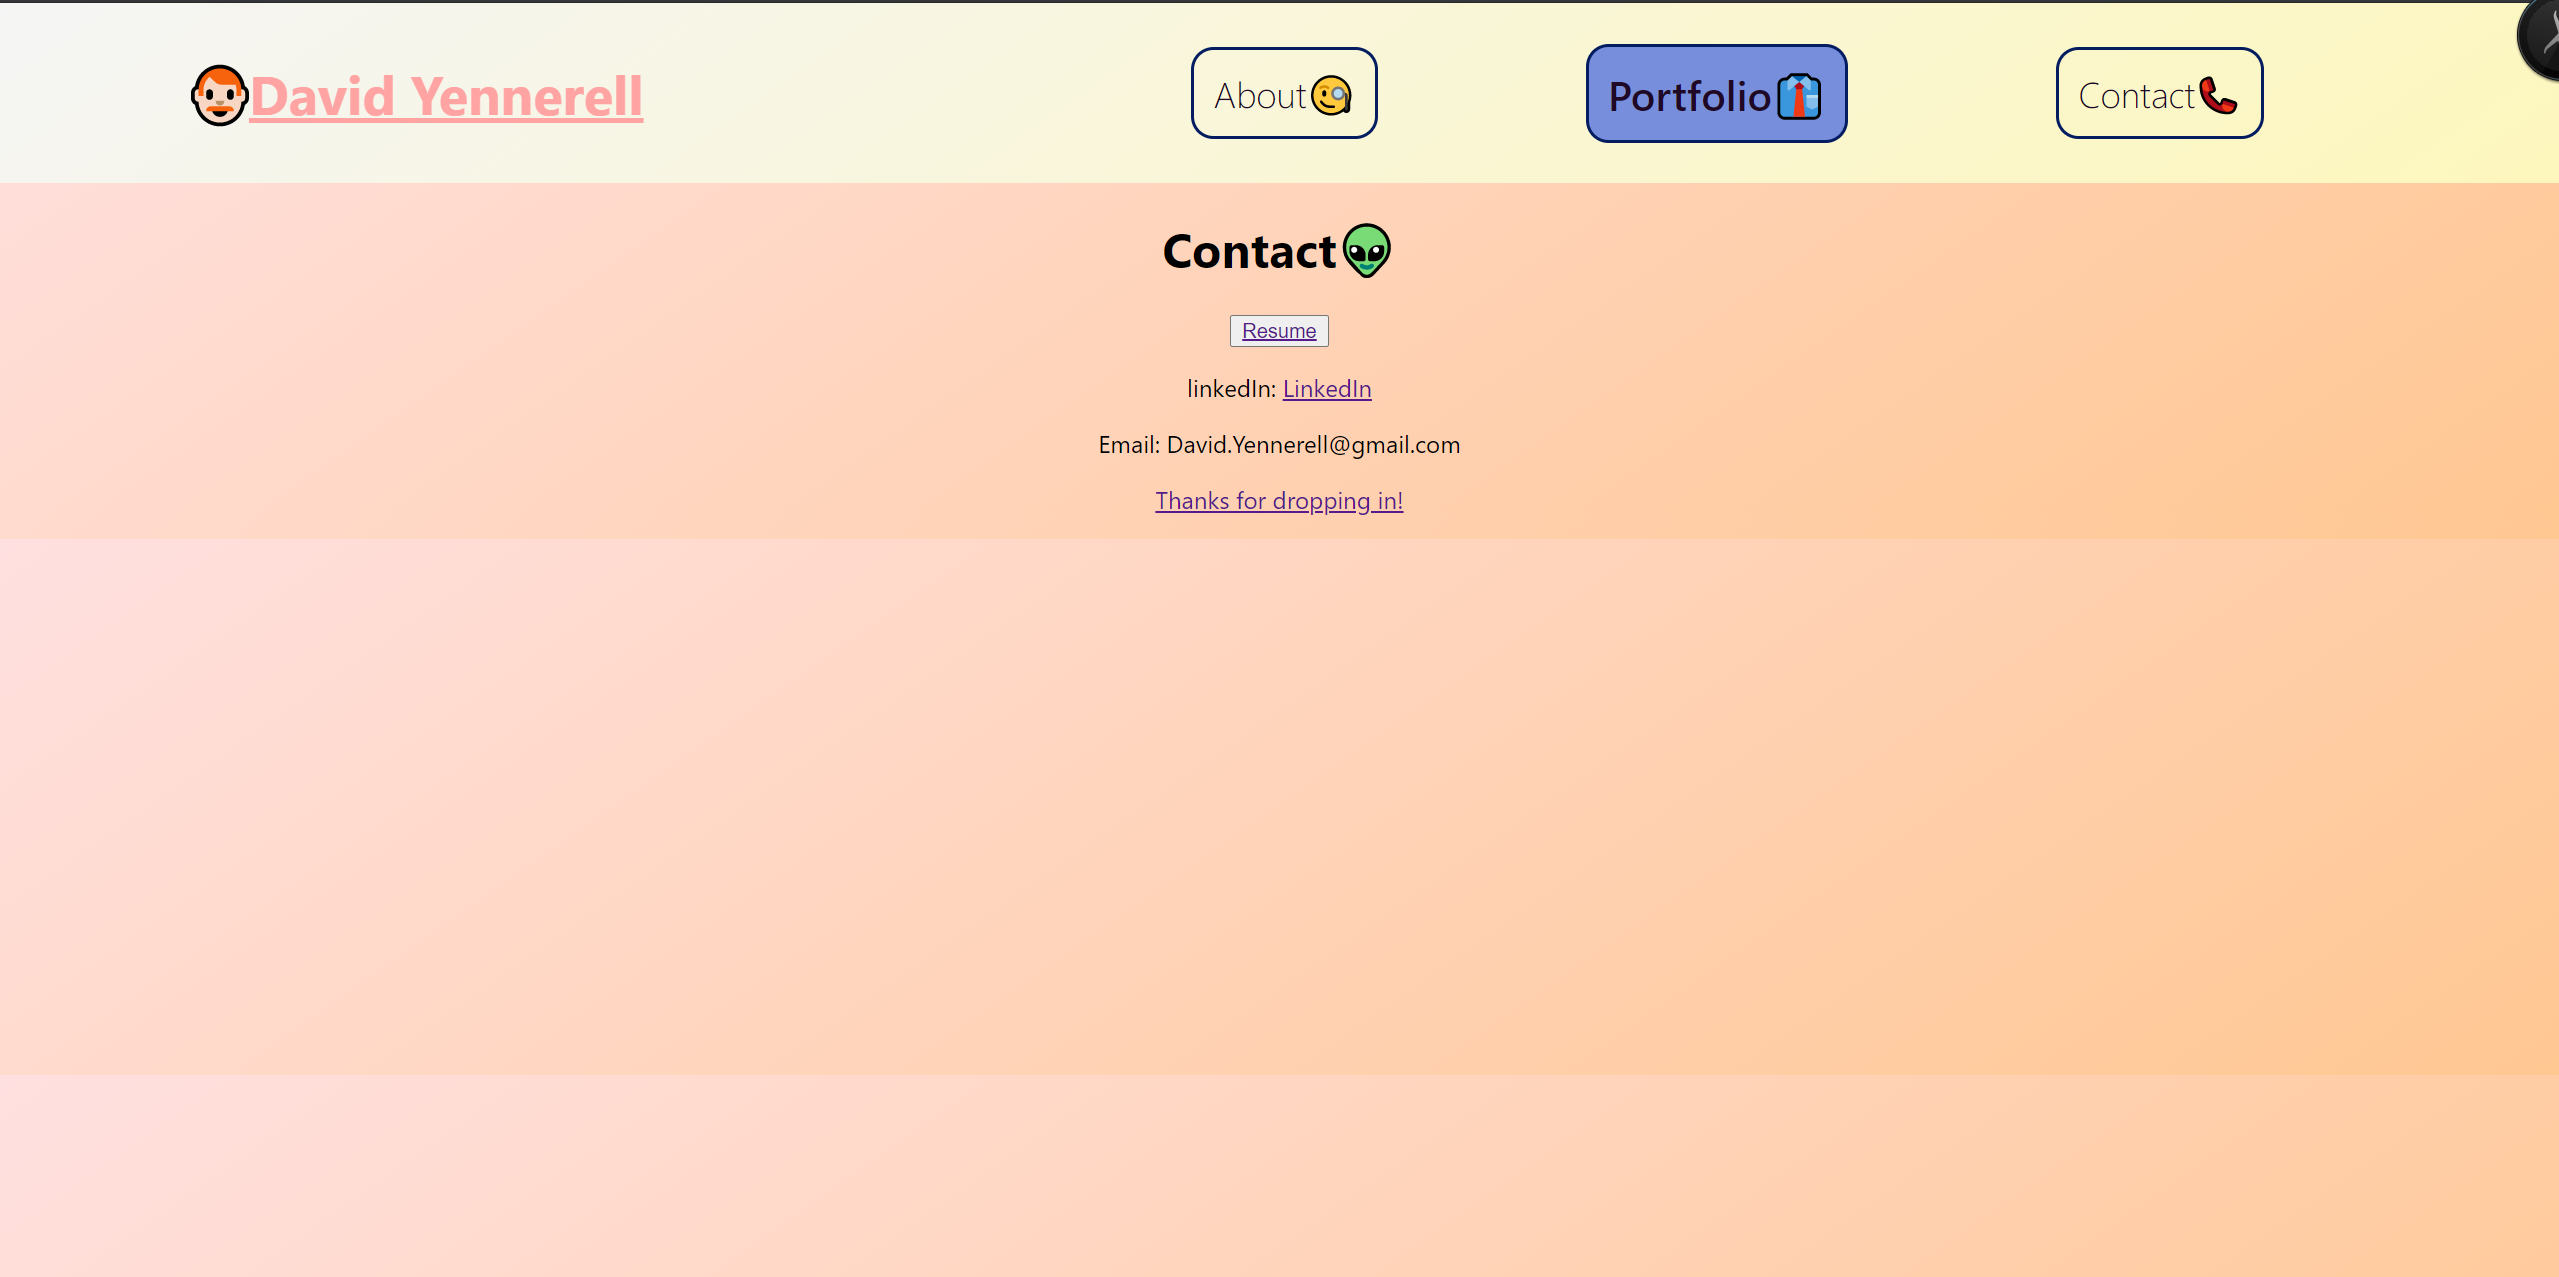 David Yennerell
About
Portfolio
Contact
Contact
Resume
linkedIn: LinkedIn
Email: David.Yennerell@gmail.com
Thanks for dropping in!